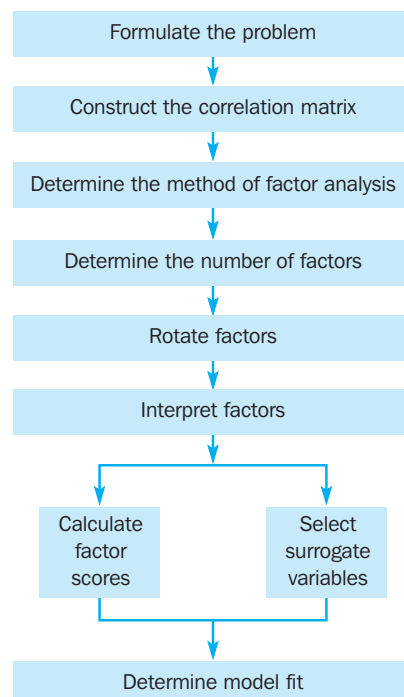 Formulate the problem
Construct the correlation matrix
Determine the method of factor analysis
Determine the number of factors
Rotate factors
Interpret factors
Calculate
factor
scores
Select
surrogate
variables
Determine model fit